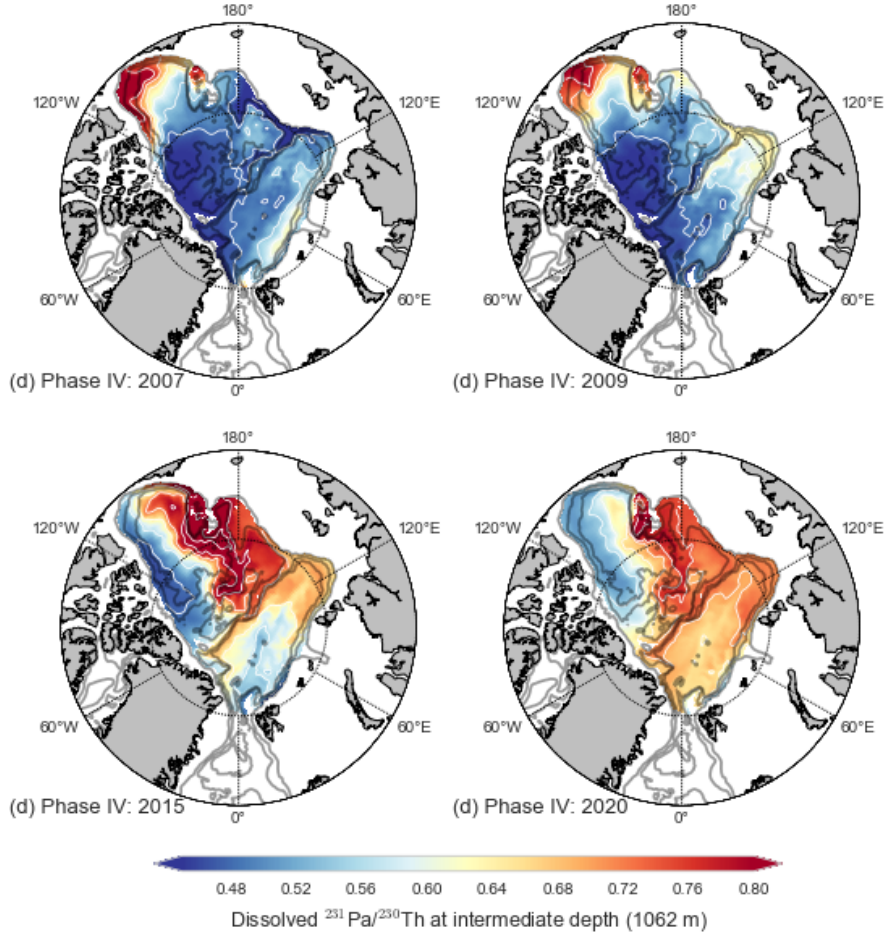 180° 180°
120°W 120°E 120°W 120°E
60°W 60°E 60°W 60°E
(d) Phase IV: 2007 (d) Phase IV: 2009
0° 0°
180° 180°
120°W 120°E 120°W 120°E
60°W 60°E 60°W 60°E
(d) Phase IV: 2015 (d) Phase IV: 2020
0° 0°
0.48 0.52 0.56 0.60 0.64 0.68 0.72 0.76 0.80
Dissolved ²³¹Pa/²³⁰Th at intermediate depth (1062 m)